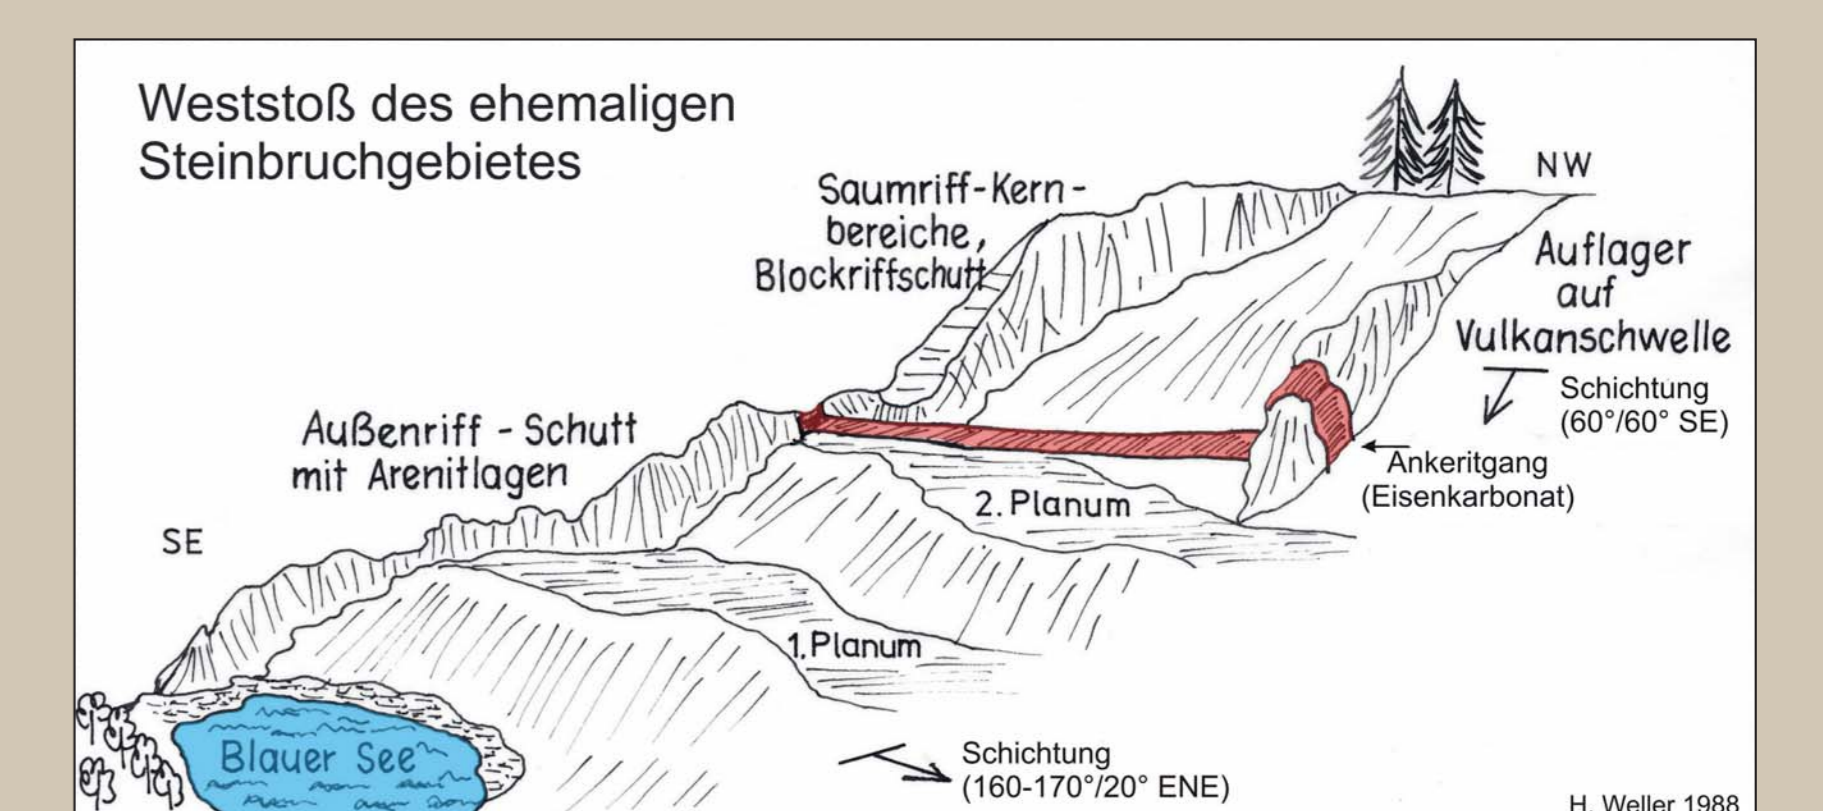 Weststoß des ehemaligen
Steinbruchgebietes
NW
Saumriff-Kern-
bereiche,
Blockriffschutt
Auflager
auf
Vulkanschwelle
Schichtung
(60°/60° SE)
Außenriff - Schutt
mit Arenitlagen
Ankeritgang
(Eisenkarbonat)
2. Planum
SE
1. Planum
Blauer See
Schichtung
(160-170°/20° ENE)
H. Weller 1988